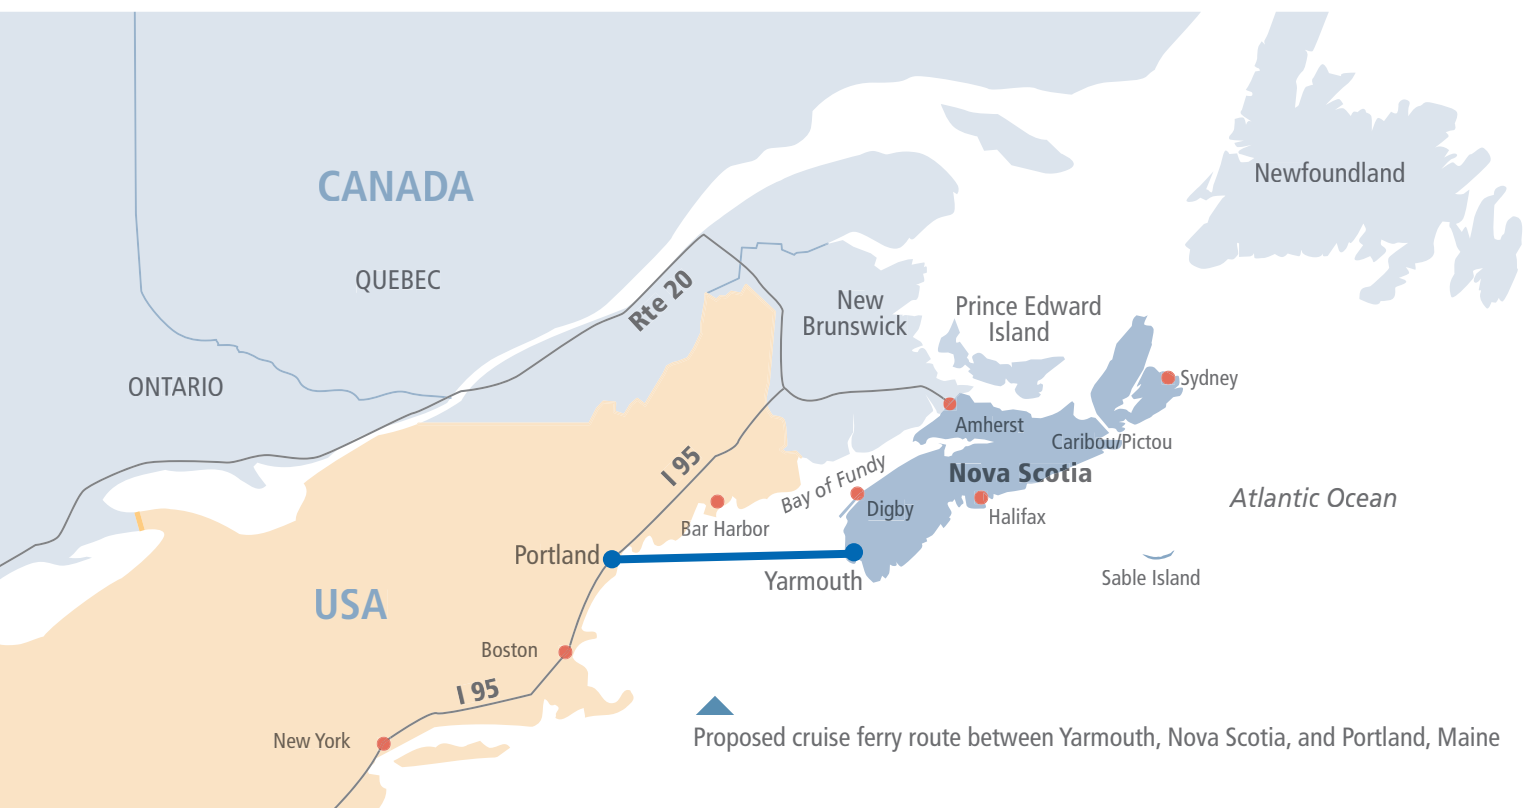 CANADA
Newfoundland
QUEBEC
Rte 20
New
Brunswick
Prince Edward
Island
ONTARIO
Sydney
Amherst
Caribou/Pictou
I 95
Bay of Fundy
Nova Scotia
Atlantic Ocean
Digby
Halifax
Bar Harbor
Portland
Yarmouth
Sable Island
USA
Boston
I 95
New York
Proposed cruise ferry route between Yarmouth, Nova Scotia, and Portland, Maine